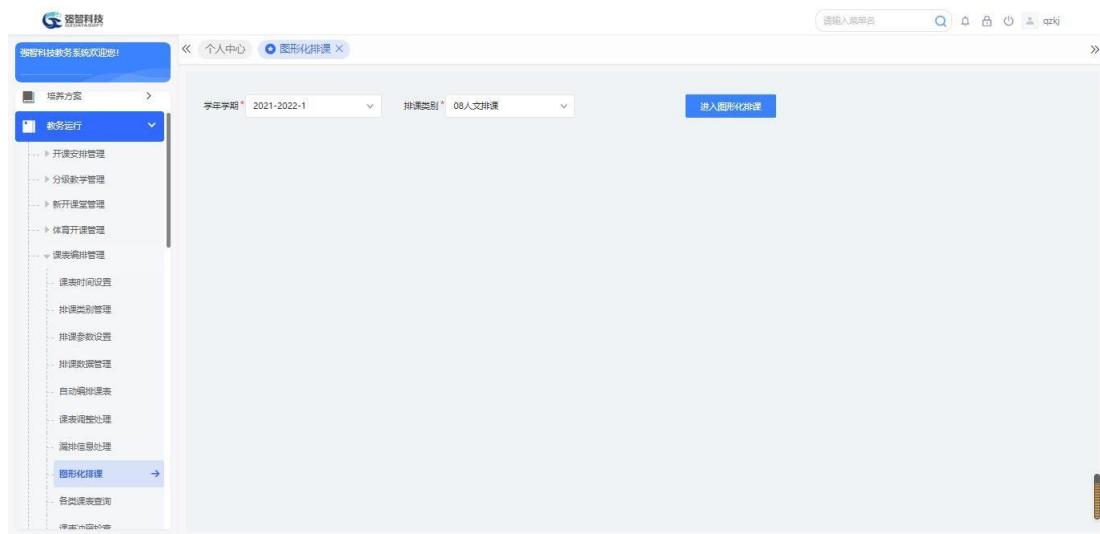 强智科技
QZDATASOFT
请输入菜单名
qzkj
强智科技教务系统欢迎您!
个人中心
图形化排课
培养方案
学年学期* 2021-2022-1
排课类别* 08人文排课
进入图形化排课
教务运行
开课安排管理
分级教学管理
新开课堂管理
体育开课管理
课表编排管理
课表时间设置
排课类别管理
排课参数设置
排课数据管理
自动编排课表
课表调整处理
漏排信息处理
图形化排课
各类课表查询
课表冲突检查